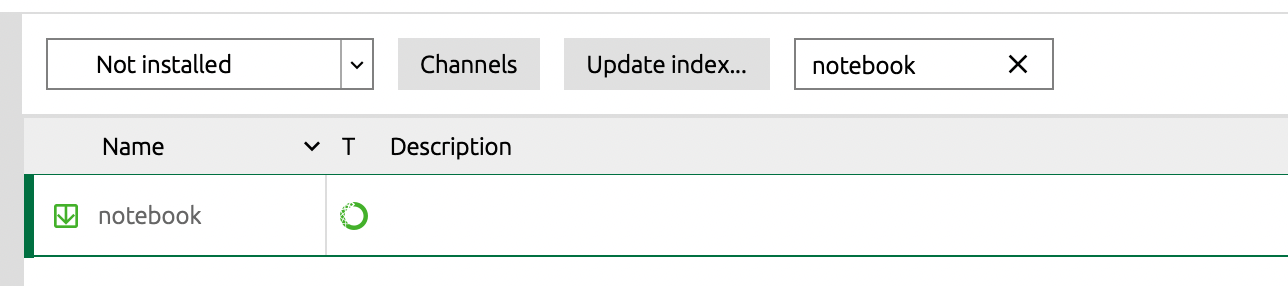 Not installed Channels Update index... notebook
Name T Description
notebook